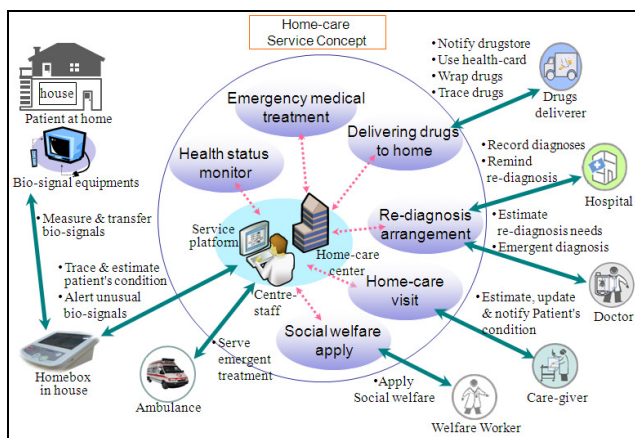 Home-care
Service Concept
house
Patient at home
Bio-signal equipments
•Measure & transfer
bio-signals
•Trace & estimate
patient's condition
•Alert unusual
bio-signals
Homebox
in house
Emergency medical
treatment
Health status
monitor
Delivering drugs
to home
Re-diagnosis
arrangement
Home-care
visit
Social welfare
apply
Service
platform
Home-care
center
Centre-
staff
•Serve
emergent
treatment
Ambulance
•Notify drugstore
•Use health-card
•Wrap drugs
•Trace drugs
Drugs
deliverer
•Record diagnoses
•Remind
re-diagnosis
Hospital
•Estimate
re-diagnosis needs
•Emergent diagnosis
Doctor
•Estimate, update
& notify Patient's
condition
Care-giver
•Apply
Social welfare
Welfare Worker